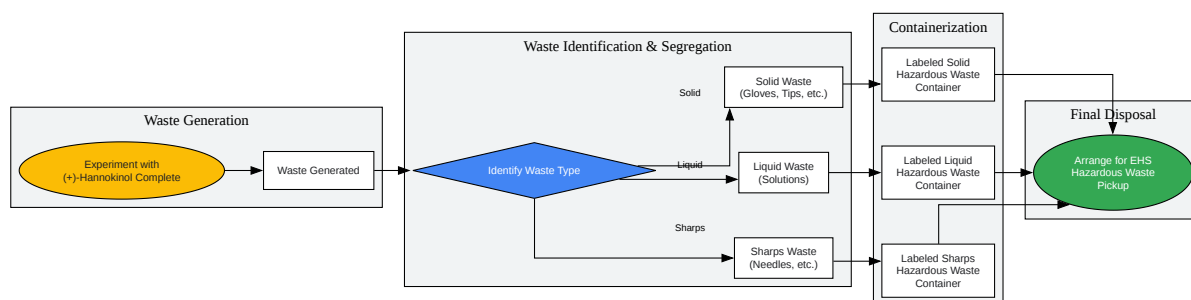 Waste Generation
Experiment with
(+)-Hannokinol Complete
Waste Generated
Waste Identification & Segregation
Identify Waste Type
Solid
Liquid
Sharps
Solid Waste
(Gloves, Tips, etc.)
Liquid Waste
(Solutions)
Sharps Waste
(Needles, etc.)
Containerization
Labeled Solid
Hazardous Waste
Container
Labeled Liquid
Hazardous Waste
Container
Labeled Sharps
Hazardous Waste
Container
Final Disposal
Arrange for EHS
Hazardous Waste
Pickup